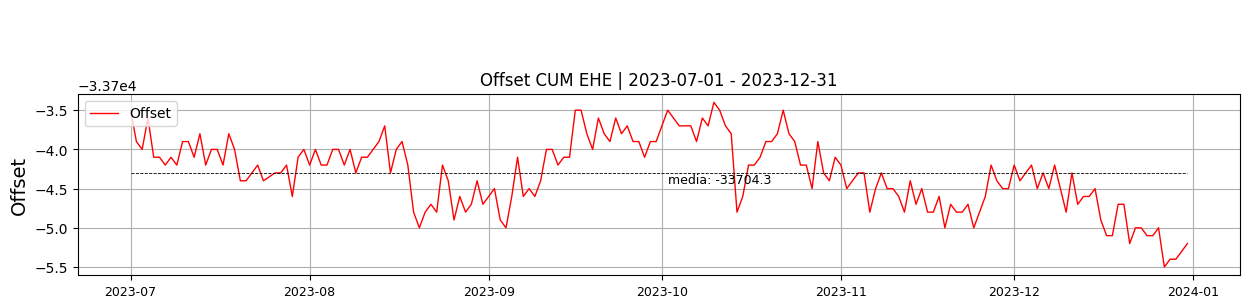 Offset CUM EHE | 2023-07-01 - 2023-12-31
−3.37e4
Offset
−3.5
−4.0
−4.5
−5.0
−5.5
Offset
media: -33704.3
2023-07
2023-08
2023-09
2023-10
2023-11
2023-12
2024-01